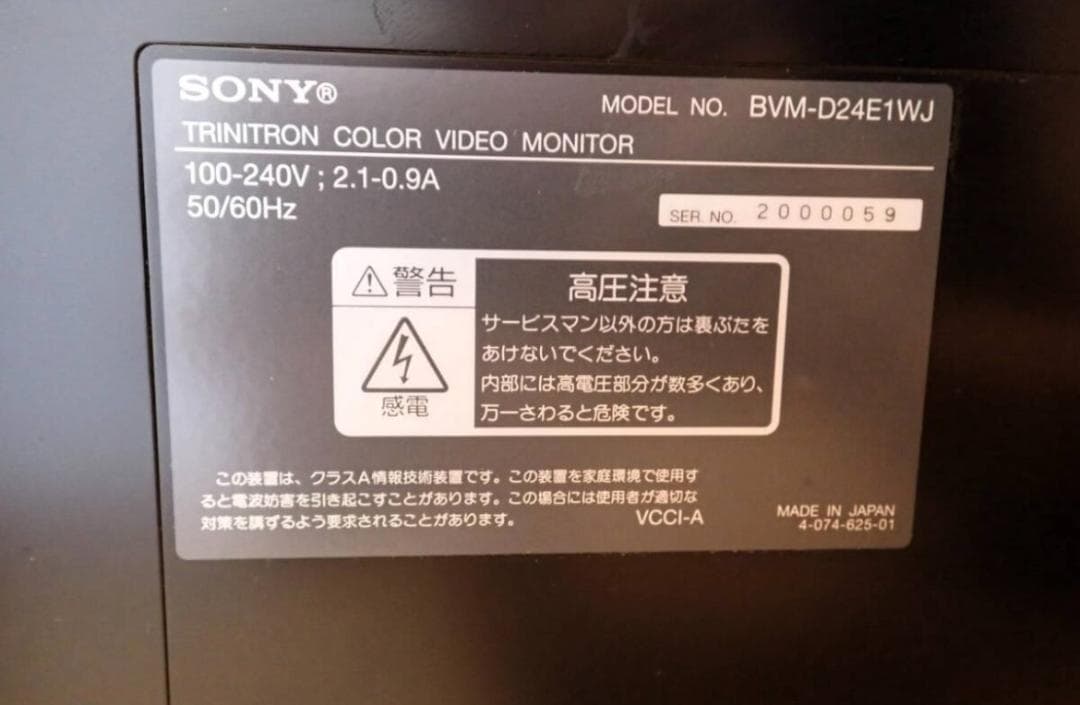 SONY®
MODEL NO. BVM-D24E1WJ
TRINITRON COLOR VIDEO MONITOR
100-240V ; 2.1-0.9A
50/60Hz
SER. NO. 2000059
警告
高圧注意
サービスマン以外の方は裏ぶたを
あけないでください。
内部には高電圧部分が数多くあり、
万一さわると危険です。
感電
この装置は、クラスA情報技術装置です。この装置を家庭環境で使用す
ると電波妨害を引き起こすことがあります。この場合には使用者が適切な
対策を講ずるよう要求されることがあります。
VCCI-A
MADE IN JAPAN
4-074-625-01